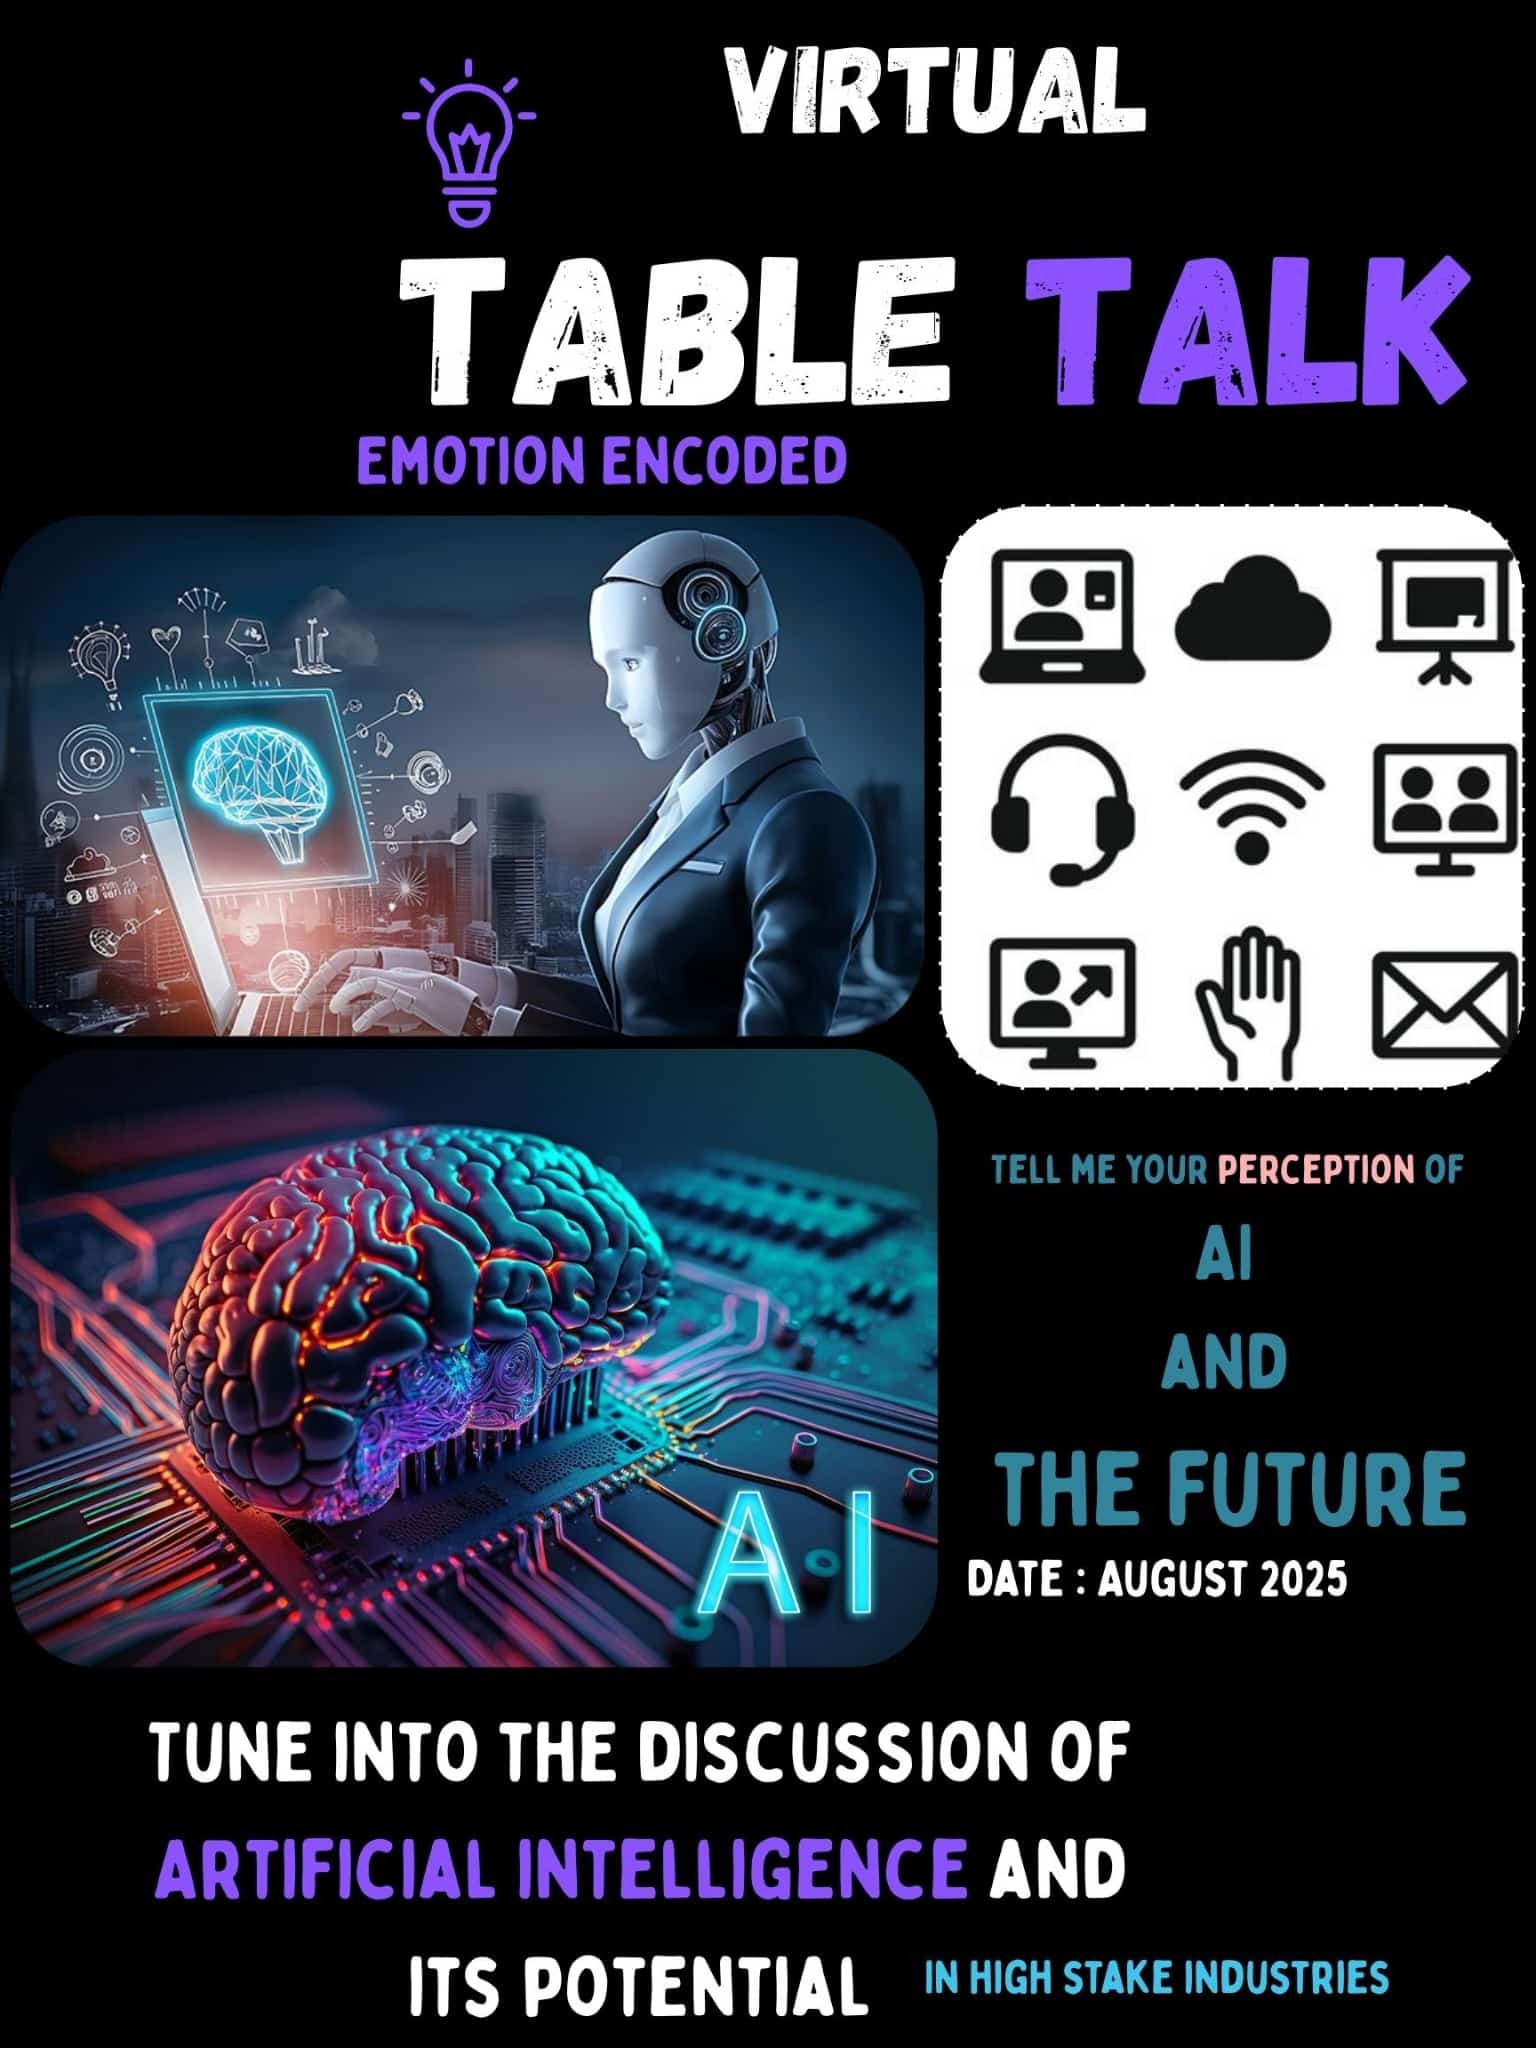 VIRTUAL
TABLE TALK
EMOTION ENCODED
TELL ME YOUR PERCEPTION OF
AI
AND
THE FUTURE
AI
DATE : AUGUST 2025
TUNE INTO THE DISCUSSION OF
ARTIFICIAL INTELLIGENCE AND
ITS POTENTIAL IN HIGH STAKE INDUSTRIES